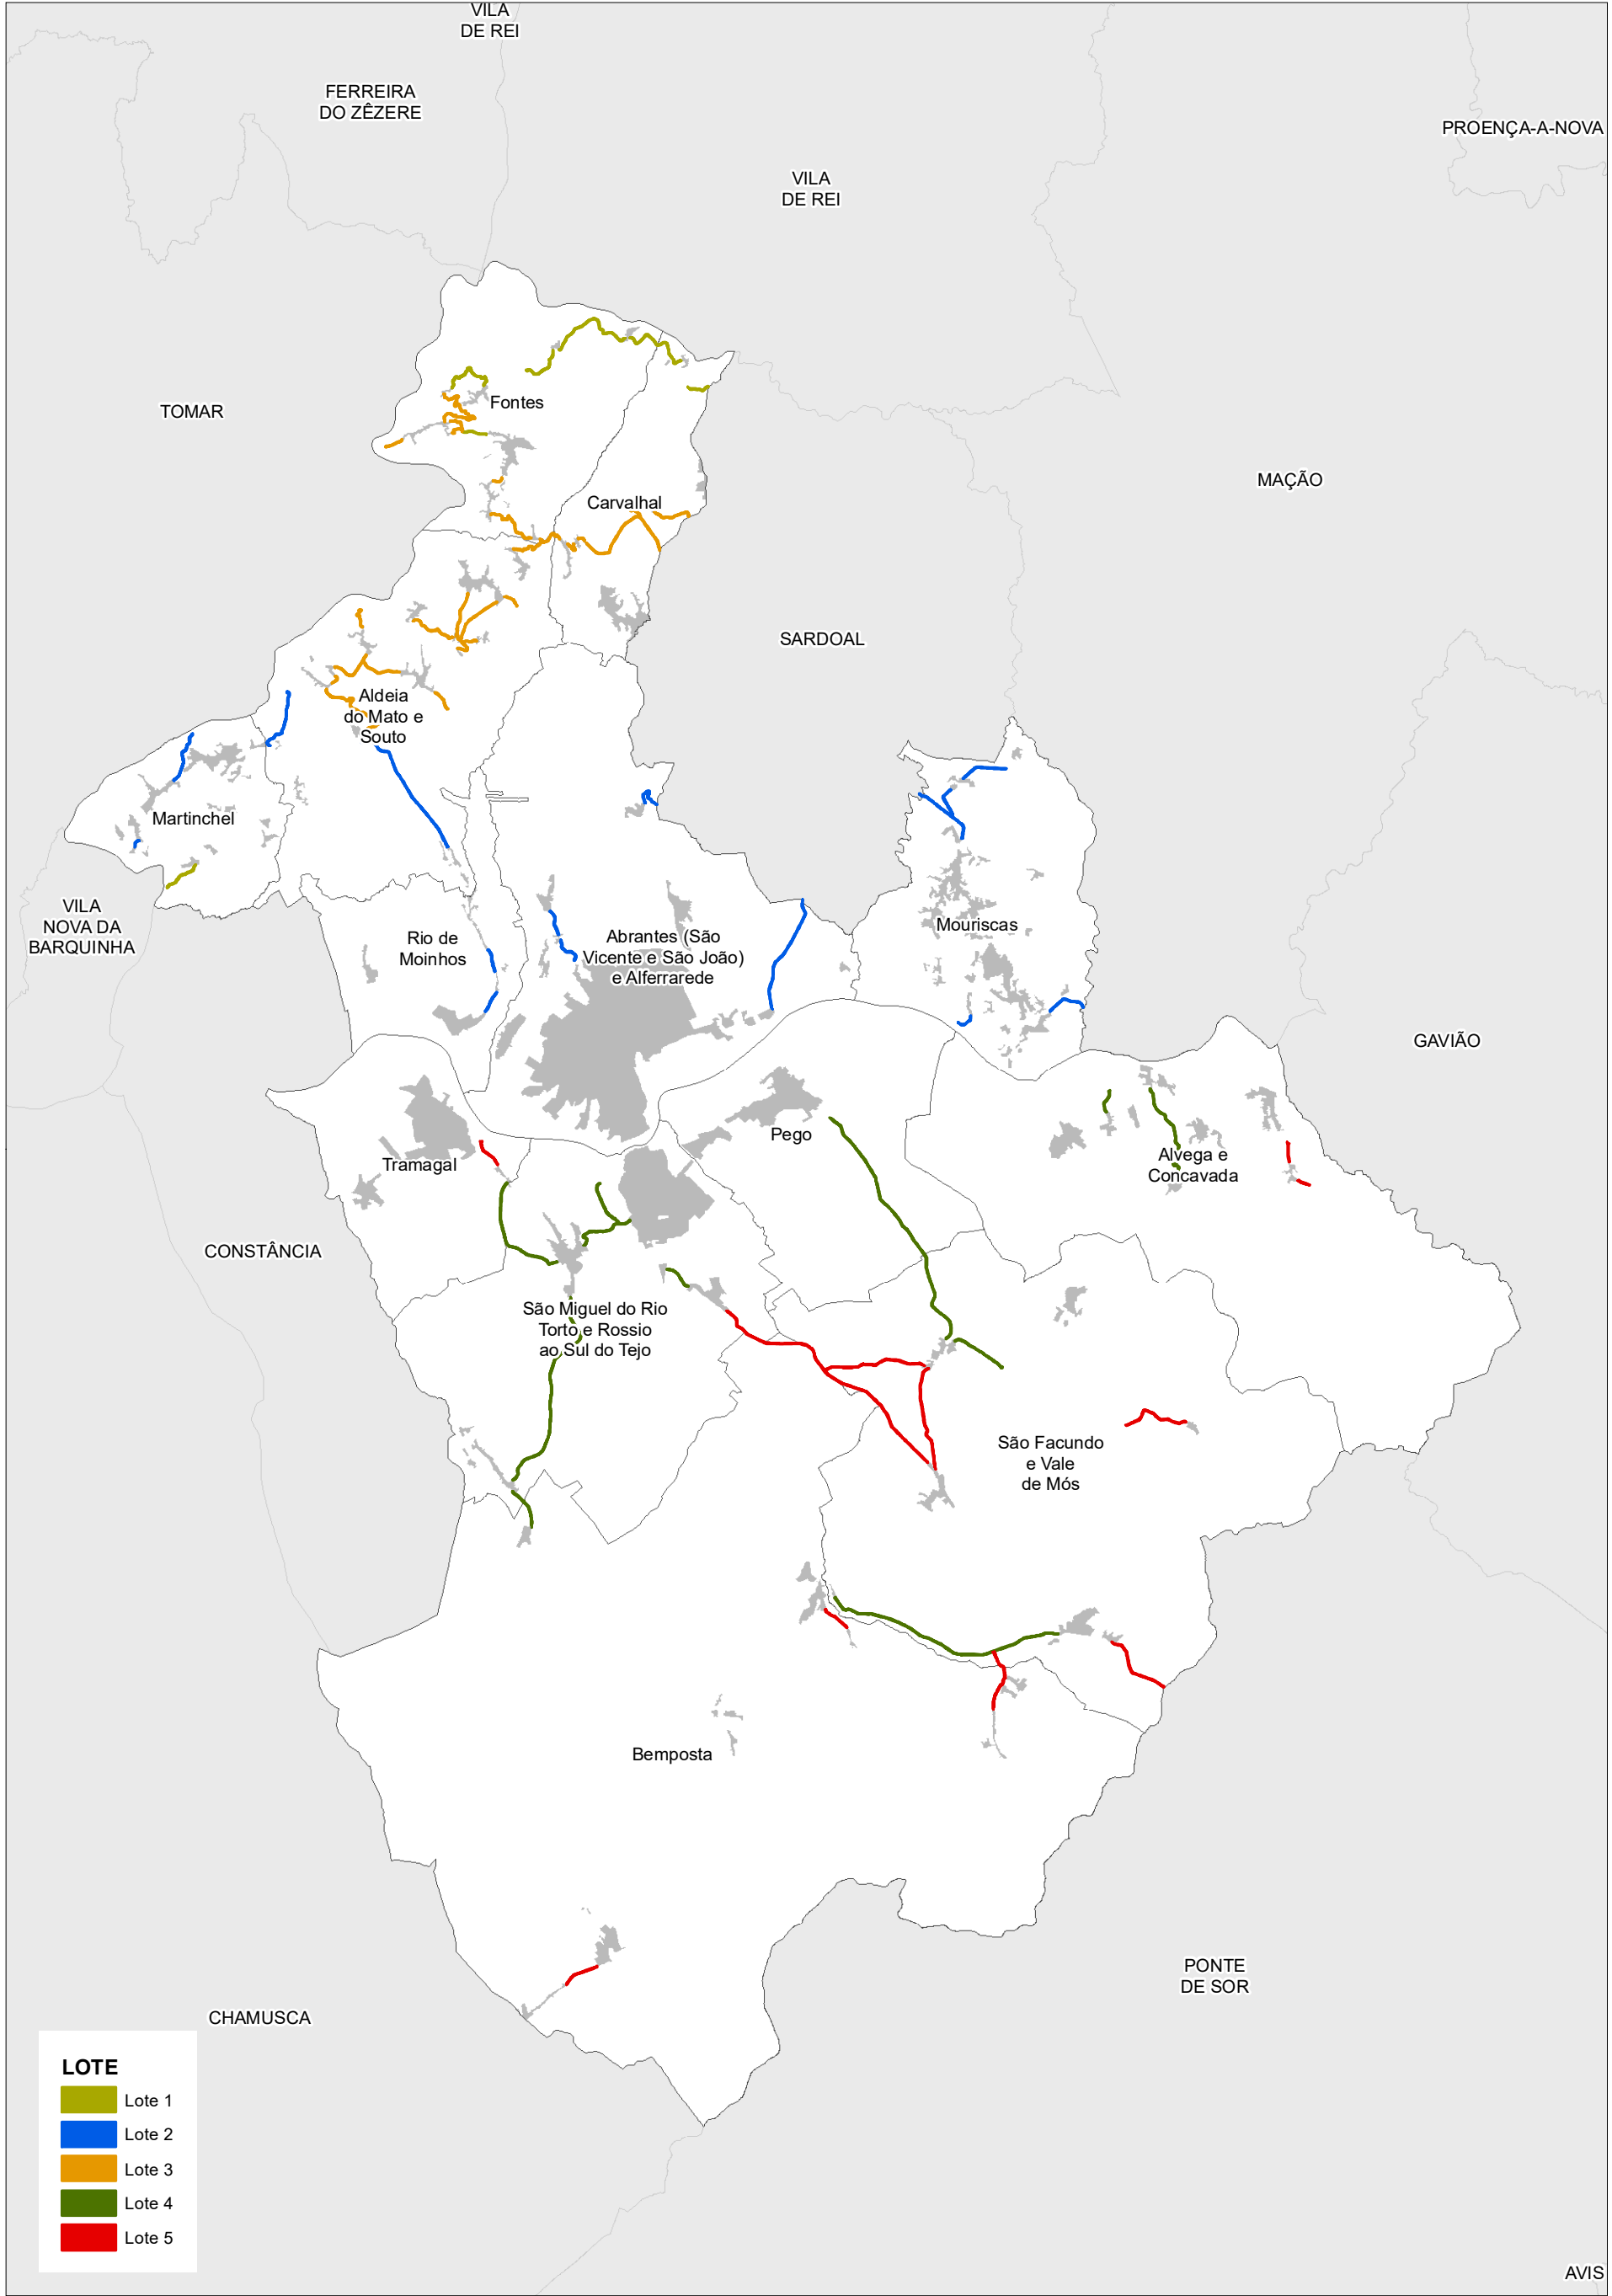 VILA
DE REI
FERREIRA
DO ZÊZERE
PROENÇA-A-NOVA
VILA
DE REI
TOMAR
Fontes
MAÇÃO
Carvalhal
SARDOAL
Aldeia
do Mato e
Souto
Martinchel
VILA
NOVA DA
BARQUINHA
Rio de
Moinhos
Abrantes (São
Vicente e São João)
e Alferrarede
Mouriscas
GAVIÃO
Pego
Tramagal
Alvega e
Concavada
CONSTÂNCIA
São Miguel do Rio
Torto e Rossio
ao Sul do Tejo
São Facundo
e Vale
de Mós
Bemposta
PONTE
DE SOR
CHAMUSCA
LOTE
Lote 1
Lote 2
Lote 3
Lote 4
Lote 5
AVIS